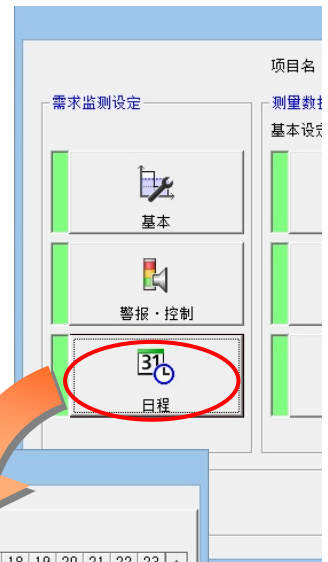 项目名
需求监测设定
测量数
基本设定
基本
警报・控制
31
日程
18 19 20 21 22 23